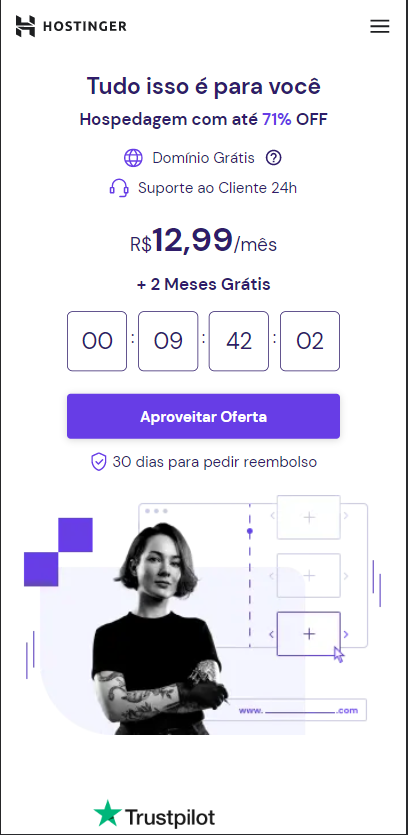 HOSTINGER
Tudo isso é para você
Hospedagem com até 71% OFF
Domínio Grátis ?
Suporte ao Cliente 24h
R$12,99/mês
+ 2 Meses Grátis
00 : 09 : 42 : 02
Aproveitar Oferta
30 dias para pedir reembolso
www. .com
Trustpilot